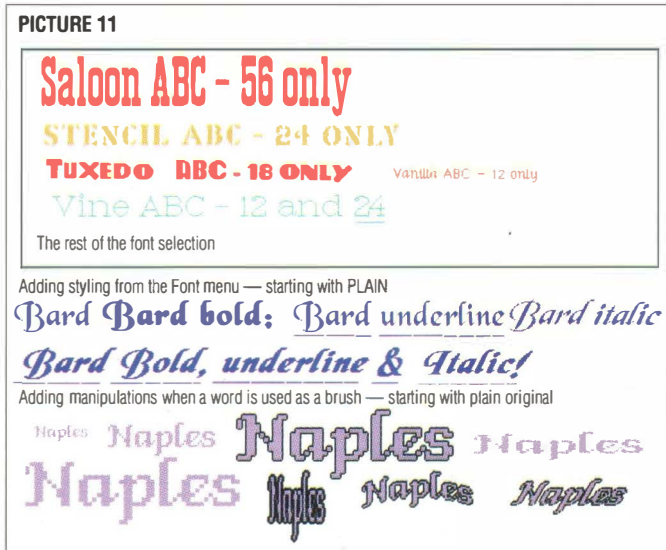 PICTURE 11
Saloon ABC - 56 only
STENCIL ABC - 24 ONLY
TUXEDO ABC - 18 ONLY Vanilla ABC - 12 only
Vine ABC - 12 and 24
The rest of the font selection
Adding styling from the Font menu — starting with PLAIN
Bard Bard bold: Bard underline Bard italic
Bard Bold, underline & Italic!
Adding manipulations when a word is used as a brush — starting with plain original
Naples Naples Naples Naples
Naples Naples Naples Naples